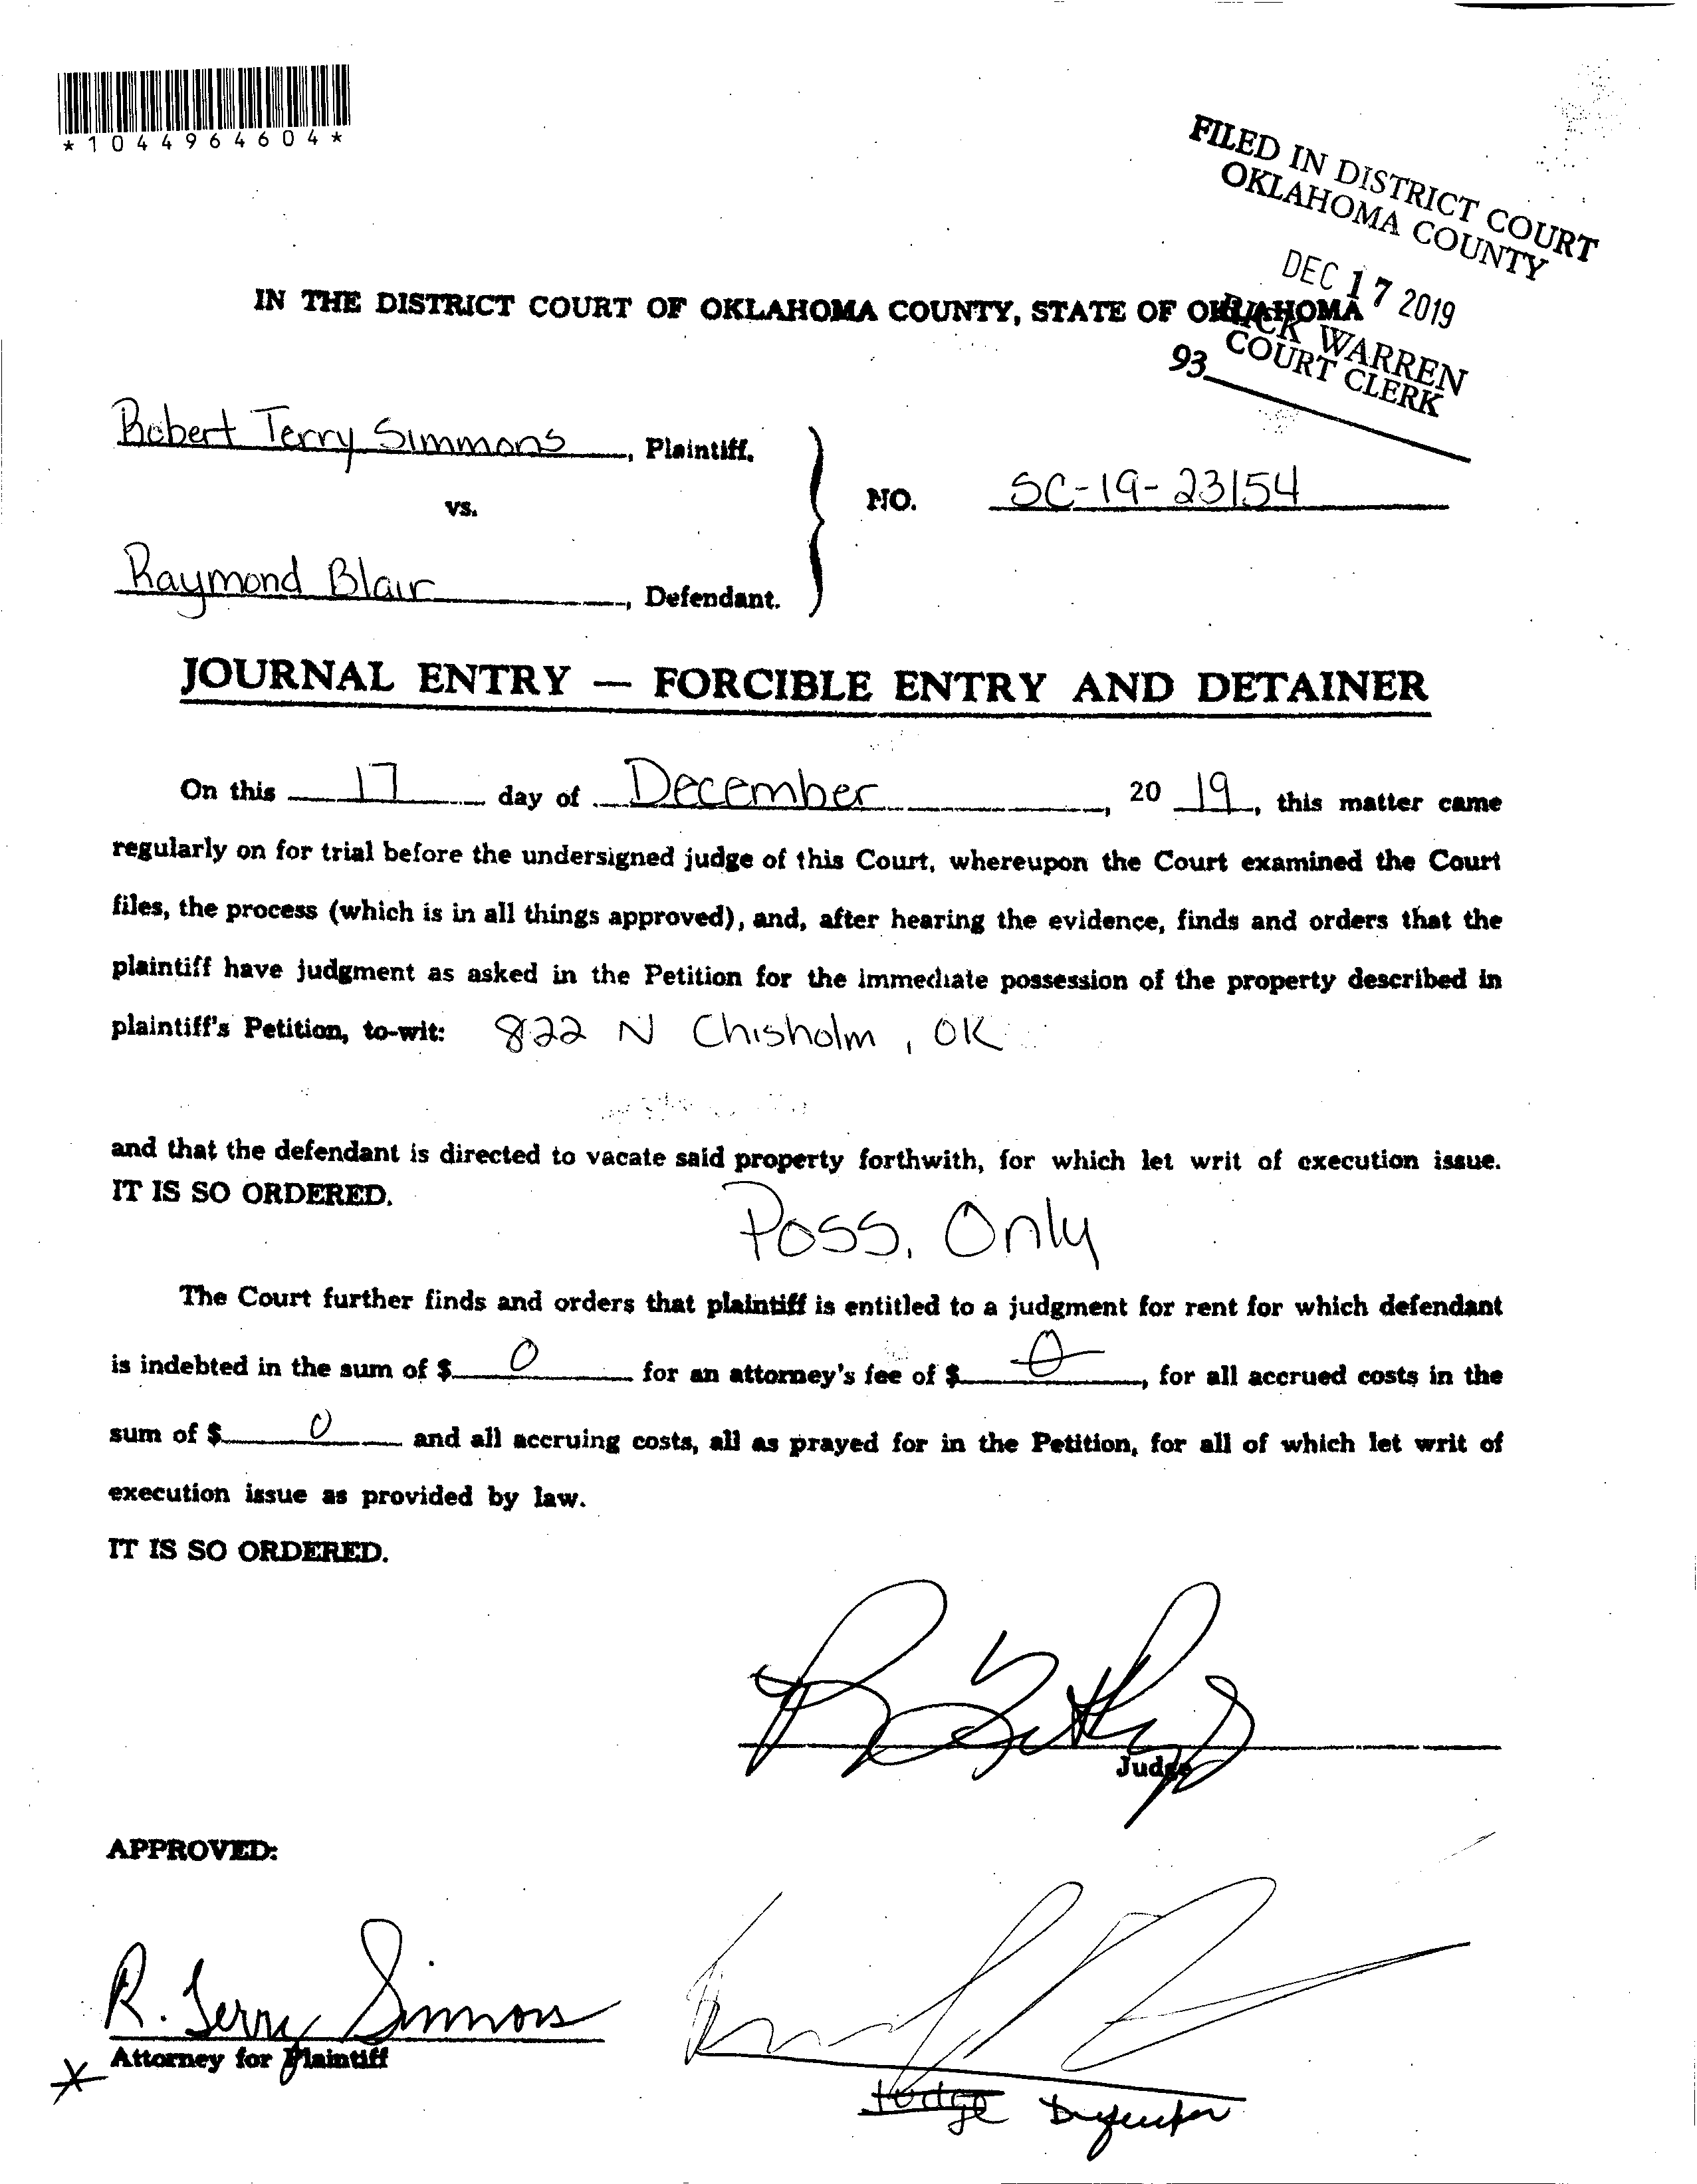 *1044964604*
FILED IN DISTRICT COURT
OKLAHOMA COUNTY
DEC 17 2019
IN THE DISTRICT COURT OF OKLAHOMA COUNTY, STATE OF OKLAHOMA
RICK WARREN
COURT CLERK
93
Robert Terry Simmons, Plaintiff,
vs.
NO. SC-19-23154
Raymond Blair, Defendant.
JOURNAL ENTRY — FORCIBLE ENTRY AND DETAINER
On this 17 day of December, 20 19, this matter came
regularly on for trial before the undersigned judge of this Court, whereupon the Court examined the Court
files, the process (which is in all things approved), and, after hearing the evidence, finds and orders that the
plaintiff have judgment as asked in the Petition for the immediate possession of the property described in
plaintiff's Petition, to-wit: 822 N Chisholm, OK
and that the defendant is directed to vacate said property forthwith, for which let writ of execution issue.
IT IS SO ORDERED.
Poss. Only
The Court further finds and orders that plaintiff is entitled to a judgment for rent for which defendant
is indebted in the sum of $ 0 for an attorney's fee of $ 0, for all accrued costs in the
sum of $ 0 and all accruing costs, all as prayed for in the Petition, for all of which let writ of
execution issue as provided by law.
IT IS SO ORDERED.
Judge
APPROVED:
R. Terry Simmons
Attorney for Plaintiff
Judge